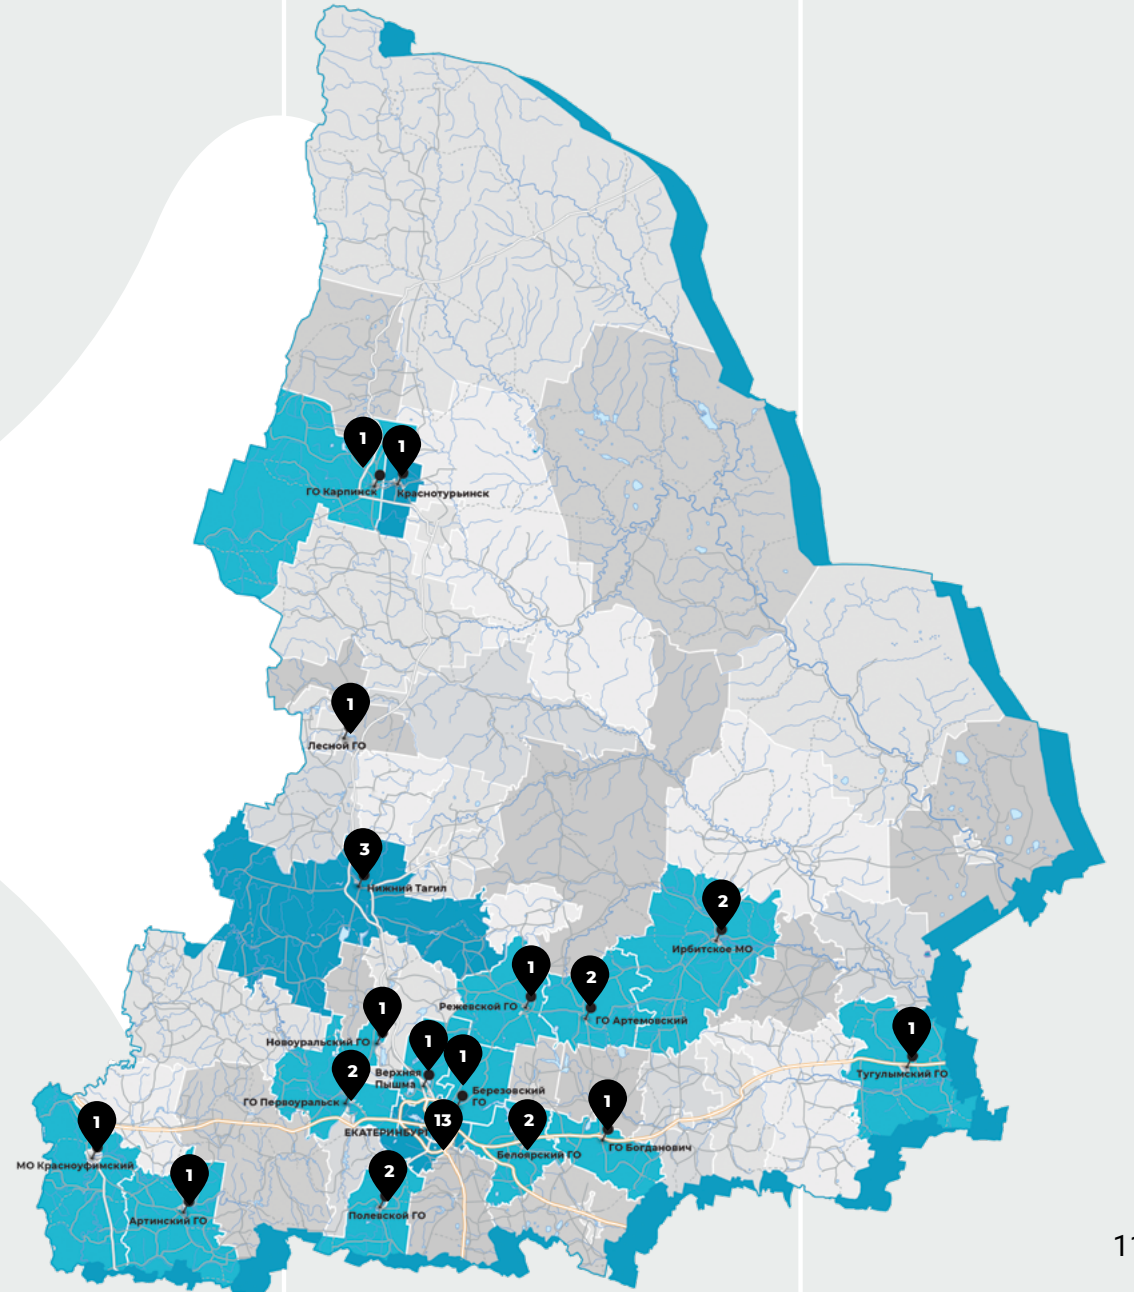 1
1
ГО Карпинск
Краснотурьинск
1
Лесной ГО
3
Нижний Тагил
2
Ирбитское МО
1
Режевской ГО
2
ГО Артемовский
1
Новоуральский ГО
1
Верхняя
Пышма
1
Березовский
ГО
1
Тугулымский ГО
2
ГО Первоуральск
13
ЕКАТЕРИНБУРГ
2
Белоярский ГО
1
ГО Богданович
1
МО Красноуфимский
1
Артинский ГО
2
Полевской ГО
11